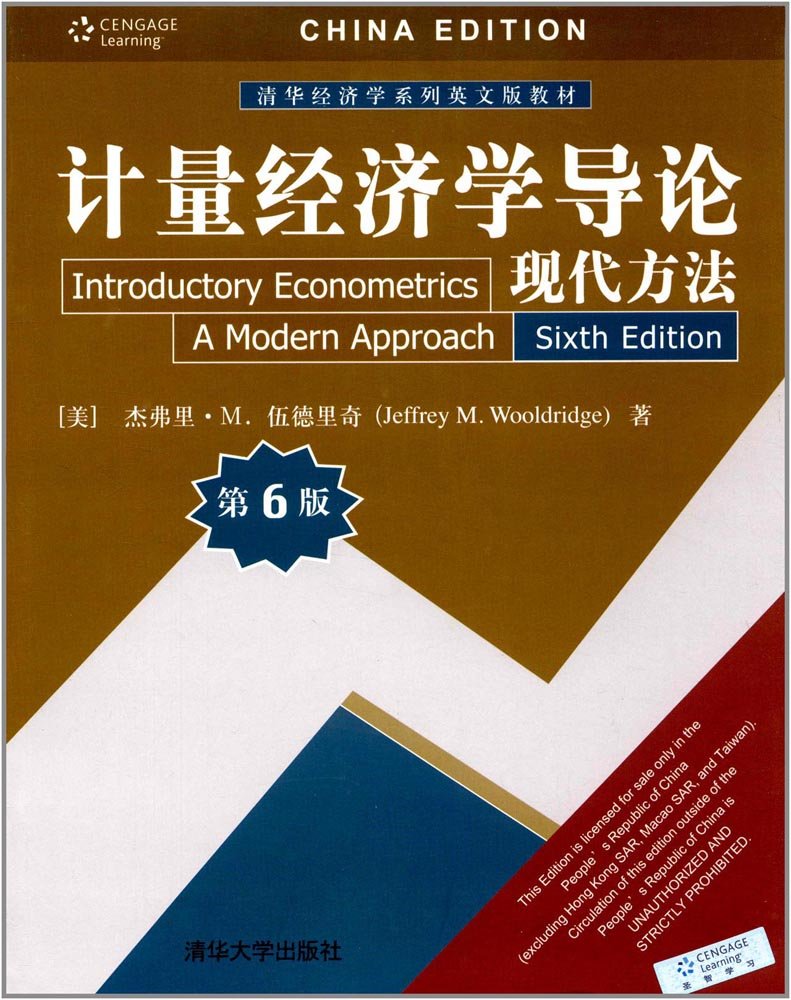 CENGAGE
Learning™
CHINA EDITION
清华经济学系列英文版教材
计量经济学导论
现代方法
Introductory Econometrics
A Modern Approach
Sixth Edition
[美] 杰弗里·M. 伍德里奇 (Jeffrey M. Wooldridge) 著
第6版
This Edition is licensed for sale only in the
People's Republic of China
(excluding Hong Kong SAR, Macao SAR, and Taiwan).
Circulation of this edition outside of the
People's Republic of China is
UNAUTHORIZED AND
STRICTLY PROHIBITED.
清华大学出版社
CENGAGE
Learning™
圣智学习